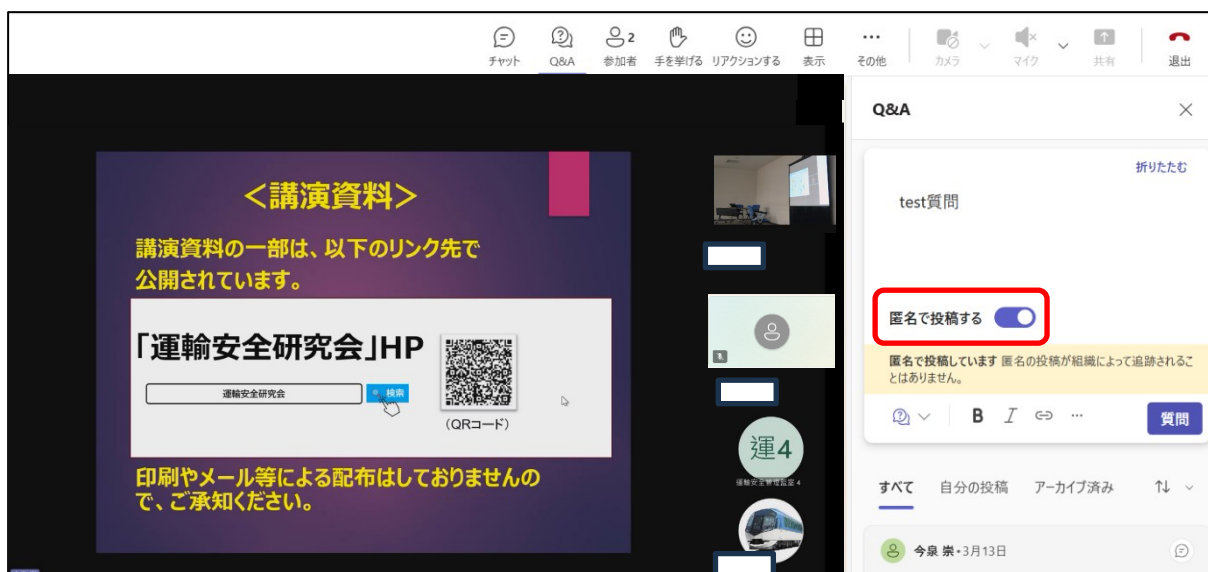 チャット
Q&A
参加者
2
手を挙げる
リアクションする
表示
その他
カメラ
マイク
共有
退出
＜講演資料＞
講演資料の一部は、以下のリンク先で
公開されています。
「運輸安全研究会」HP
運輸安全研究会
検索
（QRコード）
印刷やメール等による配布はしておりませんの
で、ご承知ください。
運4
運輸安全管理監室 4
Q&A
折りたたむ
test質問
匿名で投稿する
匿名で投稿しています 匿名の投稿が組織によって追跡されるこ
とはありません。
B I ...
質問
すべて 自分の投稿 アーカイブ済み
今泉 崇・3月13日